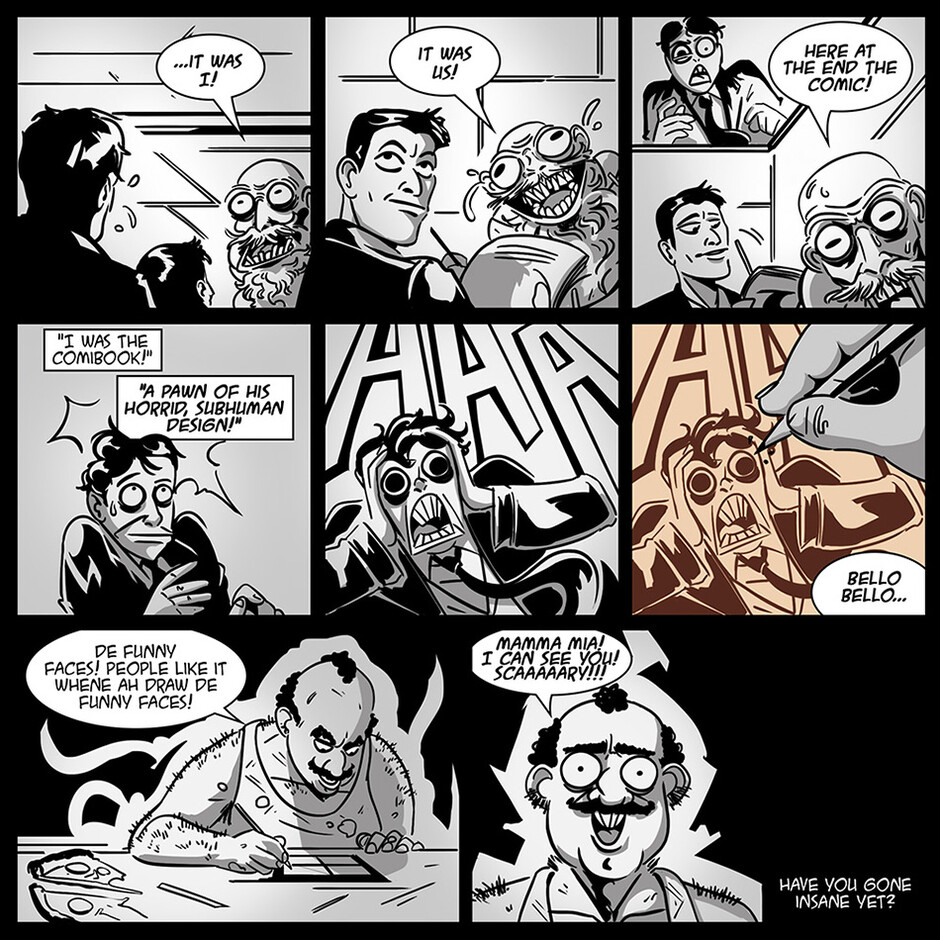 ...IT WAS
I!
IT WAS
US!
HERE AT
THE END THE
COMIC!
"I WAS THE
COMIBOOK!"
"A PAWN OF HIS
HORRID, SUBHUMAN
DESIGN!"
HAAA
HAA
BELLO
BELLO...
DE FUNNY
FACES! PEOPLE LIKE IT
WHENE AH DRAW DE
FUNNY FACES!
MAMMA MIA!
I CAN SEE YOU!
SCAAAAARY!!!
HAVE YOU GONE
INSANE YET?